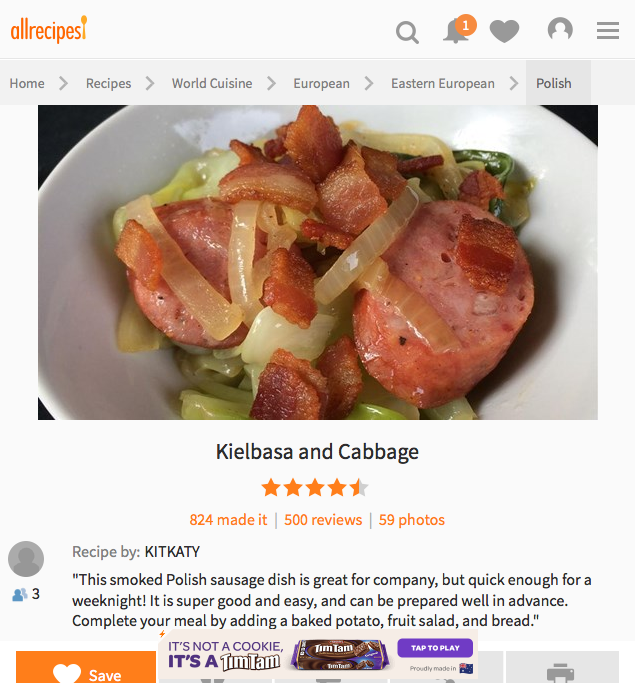 allrecipes
1
Home Recipes World Cuisine European Eastern European Polish
Kielbasa and Cabbage
824 made it | 500 reviews | 59 photos
Recipe by: KITKATY
3
"This smoked Polish sausage dish is great for company, but quick enough for a
weeknight! It is super good and easy, and can be prepared well in advance.
Complete your meal by adding a baked potato, fruit salad, and bread."
IT'S NOT A COOKIE,
IT'S A TimTam
TimTam
TAP TO PLAY
Proudly made in
Save